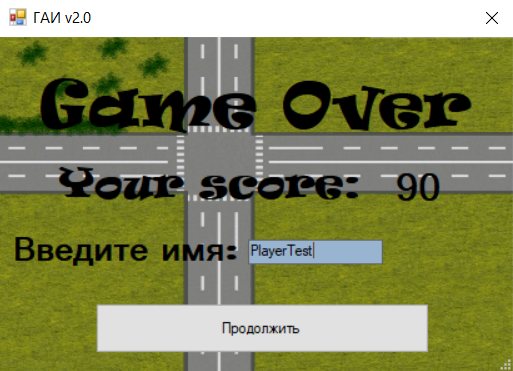 ГАИ v2.0
Game Over
Your score: 90
Введите имя: PlayerTest
Продолжить